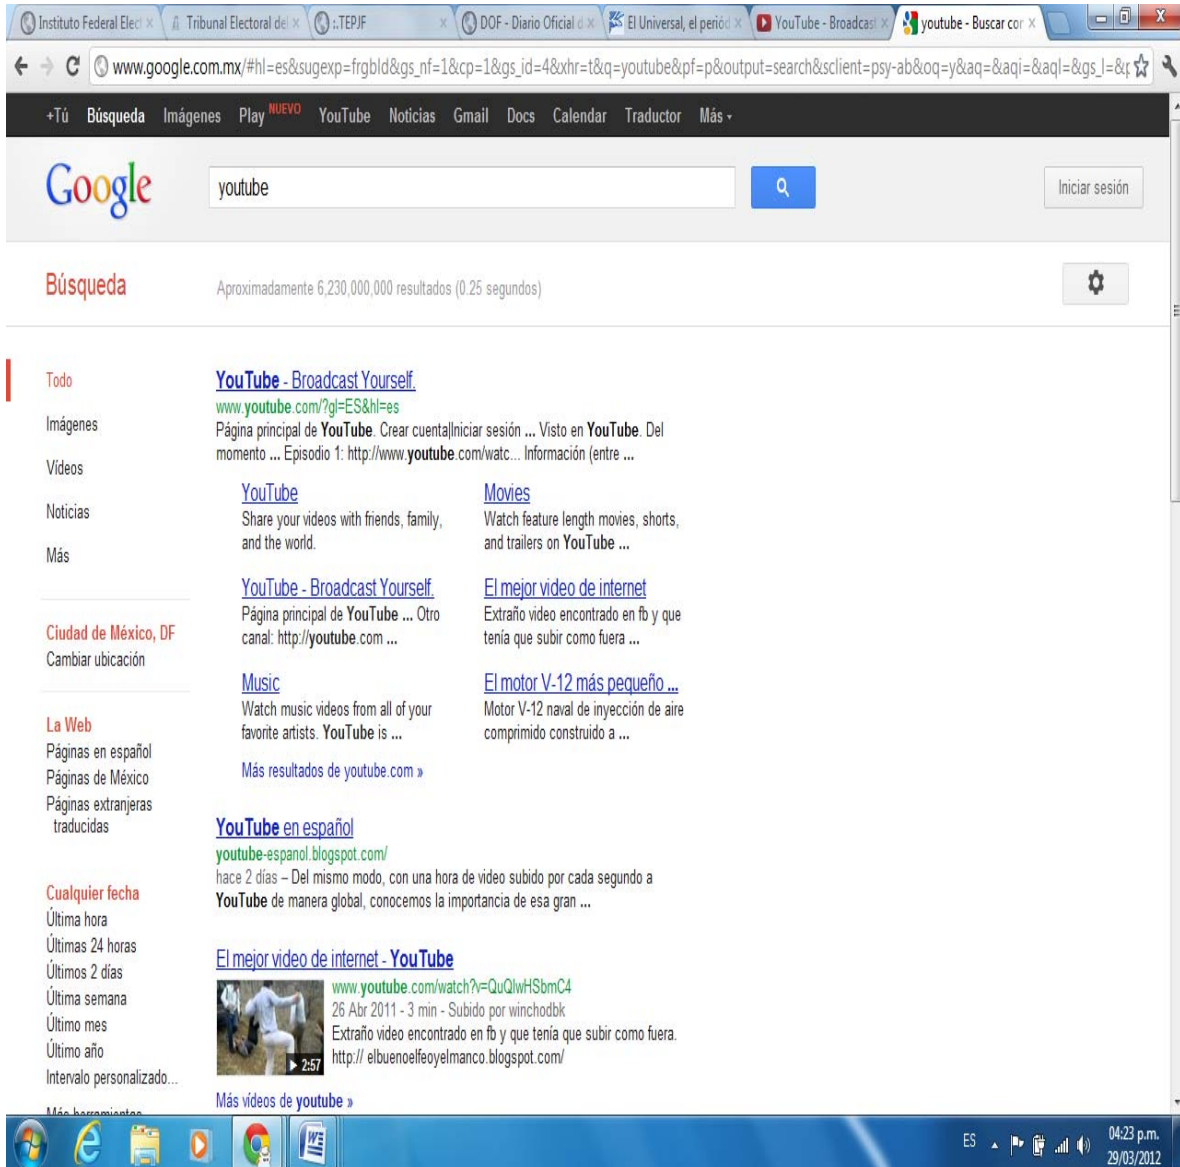 Instituto Federal Elect
Tribunal Electoral del
:.TEPJF
DOF - Diario Oficial d
El Universal, el periód
YouTube - Broadcast
youtube - Buscar con
www.google.com.mx/#hl=es&sugexp=frgbld&gs_nf=1&cp=1&gs_id=4&xhr=t&q=youtube&pf=p&output=search&sclient=psy-ab&oq=y&aq=&aqi=&aql=&gs_l=&p
+Tú Búsqueda Imágenes Play NUEVO YouTube Noticias Gmail Docs Calendar Traductor Más
Google
youtube
Iniciar sesión
Búsqueda
Aproximadamente 6,230,000,000 resultados (0.25 segundos)
Todo
Imágenes
Vídeos
Noticias
Más
Ciudad de México, DF
Cambiar ubicación
La Web
Páginas en español
Páginas de México
Páginas extranjeras
traducidas
Cualquier fecha
Última hora
Últimas 24 horas
Últimos 2 días
Última semana
Último mes
Último año
Intervalo personalizado...
Más herramientas
YouTube - Broadcast Yourself.
www.youtube.com/?gl=ES&hl=es
Página principal de YouTube. Crear cuenta|Iniciar sesión ... Visto en YouTube. Del
momento ... Episodio 1: http://www.youtube.com/watc... Información (entre ...
YouTube
Share your videos with friends, family,
and the world.
Movies
Watch feature length movies, shorts,
and trailers on YouTube ...
YouTube - Broadcast Yourself.
Página principal de YouTube ... Otro
canal: http://youtube.com ...
El mejor video de internet
Extraño video encontrado en fb y que
tenía que subir como fuera ...
Music
Watch music videos from all of your
favorite artists. YouTube is ...
El motor V-12 más pequeño ...
Motor V-12 naval de inyección de aire
comprimido construido a ...
Más resultados de youtube.com »
YouTube en español
youtube-espanol.blogspot.com/
hace 2 días – Del mismo modo, con una hora de video subido por cada segundo a
YouTube de manera global, conocemos la importancia de esa gran ...
El mejor video de internet - YouTube
www.youtube.com/watch?v=QuQlwHSbmC4
26 Abr 2011 - 3 min - Subido por winchodbk
Extraño video encontrado en fb y que tenía que subir como fuera.
http:// elbuenoelfeoyelmanco.blogspot.com/
2:57
Más vídeos de youtube »
ES
04:23 p.m.
29/03/2012